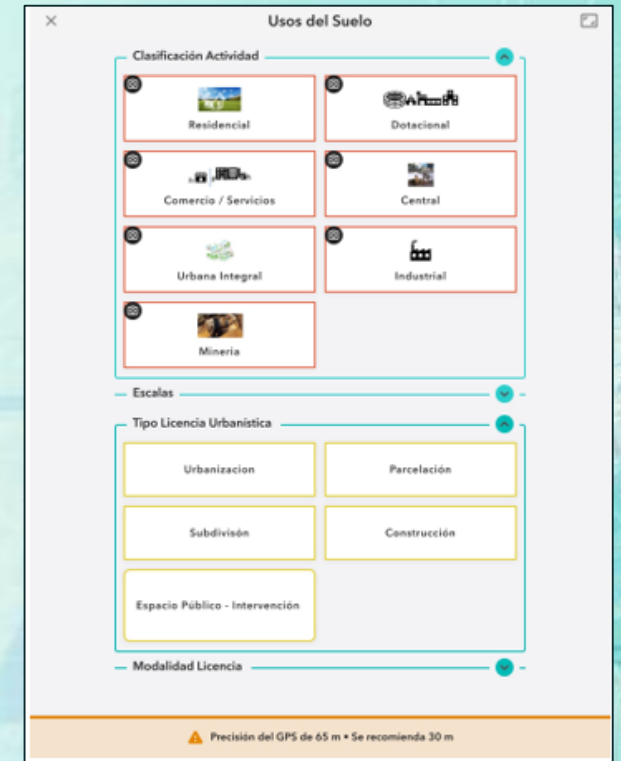 Usos del Suelo
Clasificación Actividad
Residencial
Dotacional
Comercio / Servicios
Central
Urbana Integral
Industrial
Mineria
Escalas
Tipo Licencia Urbanística
Urbanizacion
Parcelación
Subdivisón
Construcción
Espacio Público - Intervención
Modalidad Licencia
Precisión del GPS de 65 m • Se recomienda 30 m